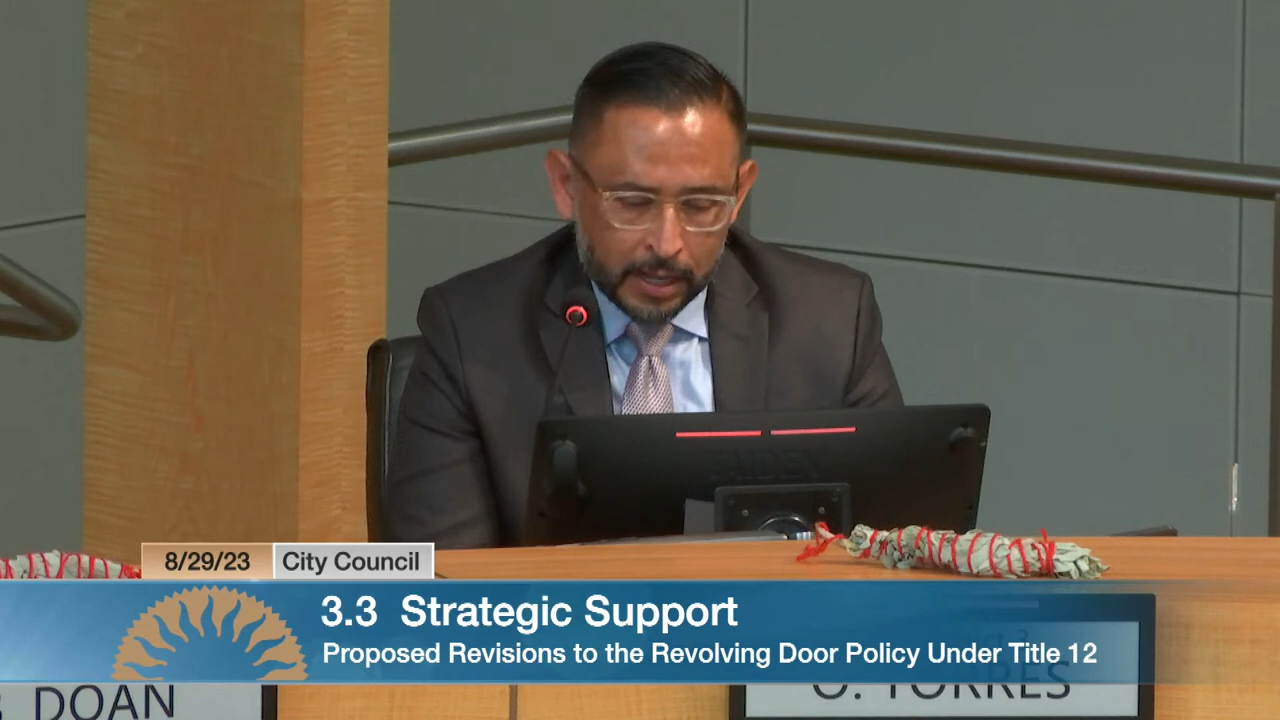 8/29/23 City Council
3.3 Strategic Support
Proposed Revisions to the Revolving Door Policy Under Title 12
DOAN
O. TORRES